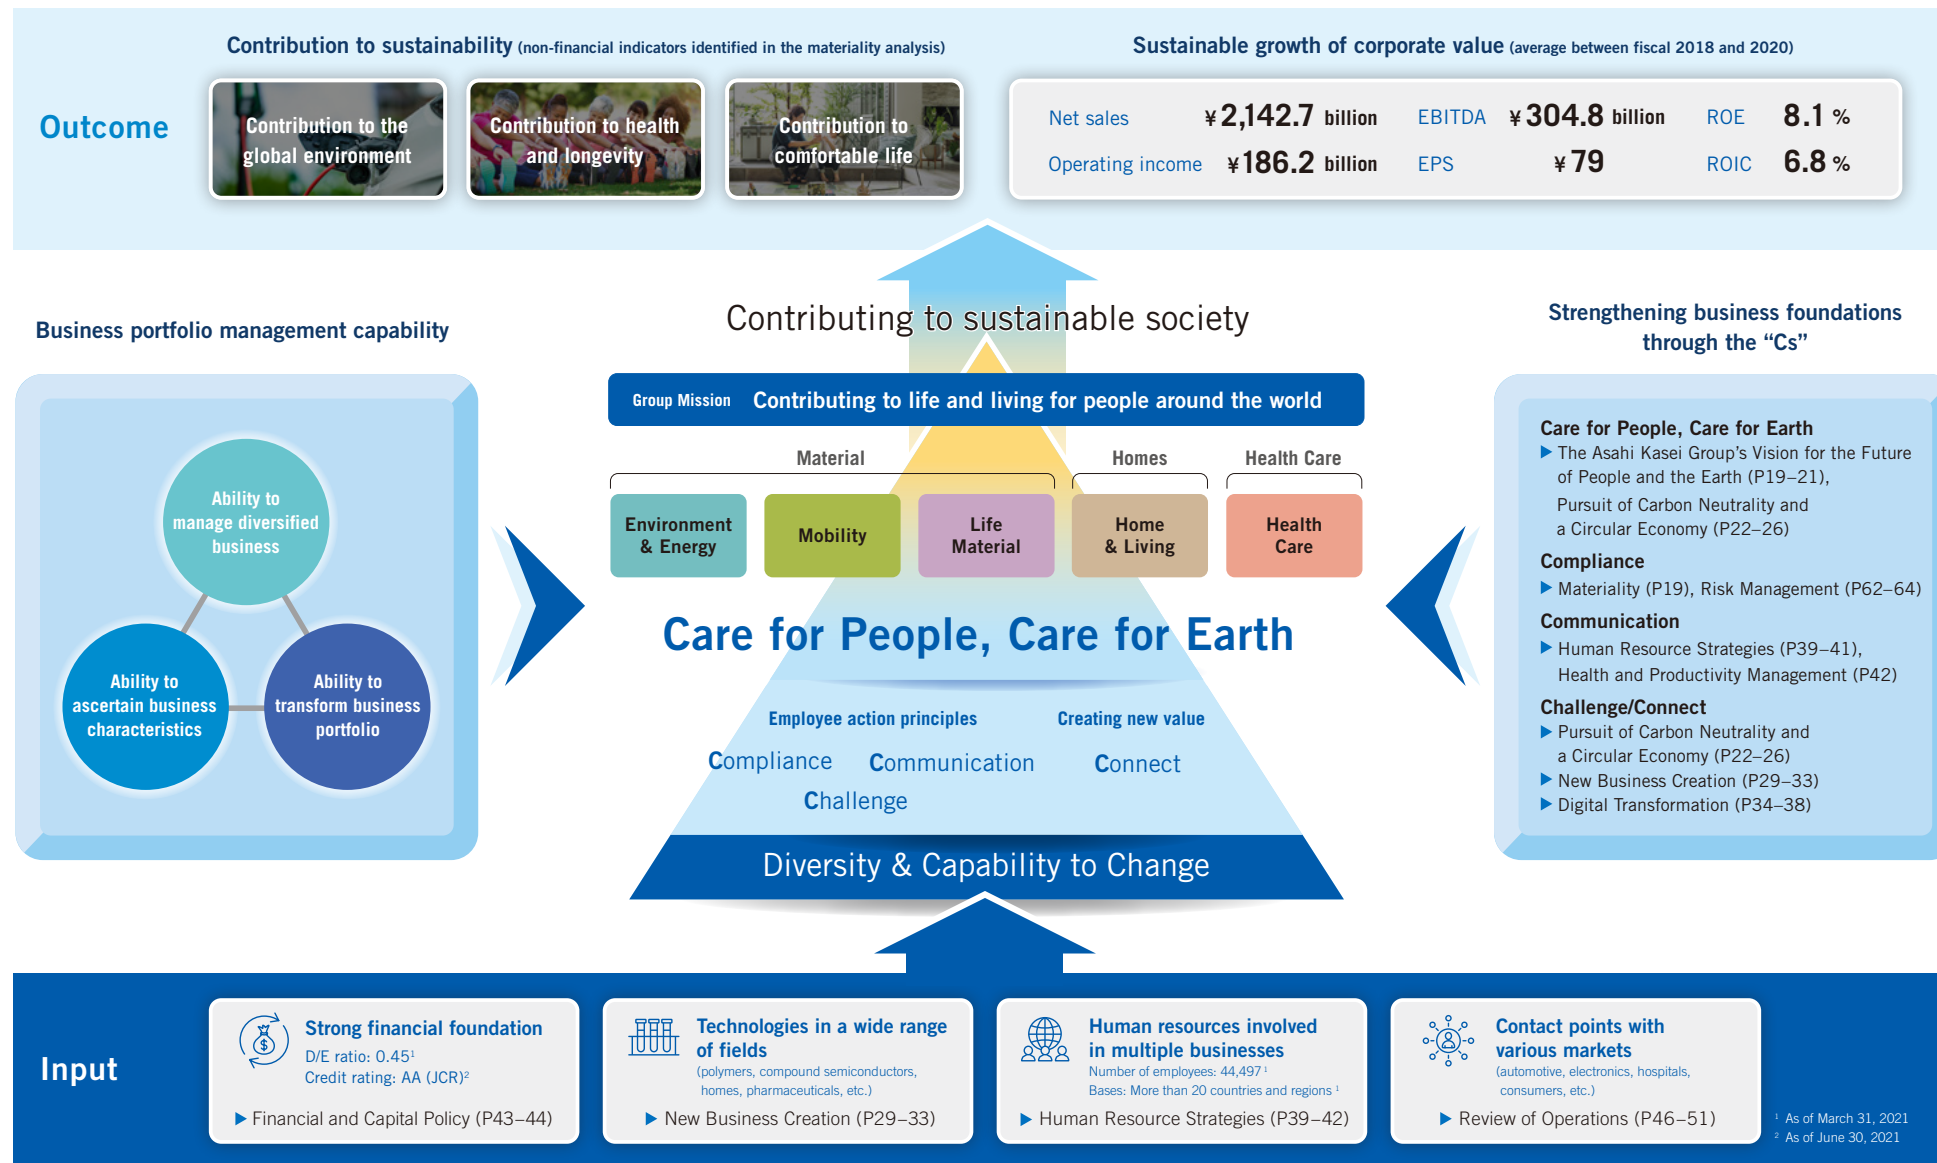 Contribution to sustainability (non-financial indicators identified in the materiality analysis)
Sustainable growth of corporate value (average between fiscal 2018 and 2020)
Outcome
Contribution to the
global environment
Contribution to health
and longevity
Contribution to
comfortable life
Net sales ¥2,142.7 billion EBITDA ¥304.8 billion ROE 8.1 %
Operating income ¥186.2 billion EPS ¥79 ROIC 6.8 %
Contributing to sustainable society
Business portfolio management capability
Ability to
manage diversified
business
Ability to
ascertain business
characteristics
Ability to
transform business
portfolio
Group Mission Contributing to life and living for people around the world
Material Homes Health Care
Environment
& Energy
Mobility
Life
Material
Home
& Living
Health
Care
Care for People, Care for Earth
Employee action principles
Creating new value
Compliance Communication Connect
Challenge
Diversity & Capability to Change
Strengthening business foundations
through the “Cs”
Care for People, Care for Earth
▶ The Asahi Kasei Group’s Vision for the Future
of People and the Earth (P19–21),
Pursuit of Carbon Neutrality and
a Circular Economy (P22–26)
Compliance
▶ Materiality (P19), Risk Management (P62–64)
Communication
▶ Human Resource Strategies (P39–41),
Health and Productivity Management (P42)
Challenge/Connect
▶ Pursuit of Carbon Neutrality and
a Circular Economy (P22–26)
▶ New Business Creation (P29–33)
▶ Digital Transformation (P34–38)
Input
Strong financial foundation
D/E ratio: 0.45¹
Credit rating: AA (JCR)²
▶ Financial and Capital Policy (P43–44)
Technologies in a wide range
of fields
(polymers, compound semiconductors,
homes, pharmaceuticals, etc.)
▶ New Business Creation (P29–33)
Human resources involved
in multiple businesses
Number of employees: 44,497 ¹
Bases: More than 20 countries and regions ¹
▶ Human Resource Strategies (P39–42)
Contact points with
various markets
(automotive, electronics, hospitals,
consumers, etc.)
▶ Review of Operations (P46–51)
¹ As of March 31, 2021
² As of June 30, 2021